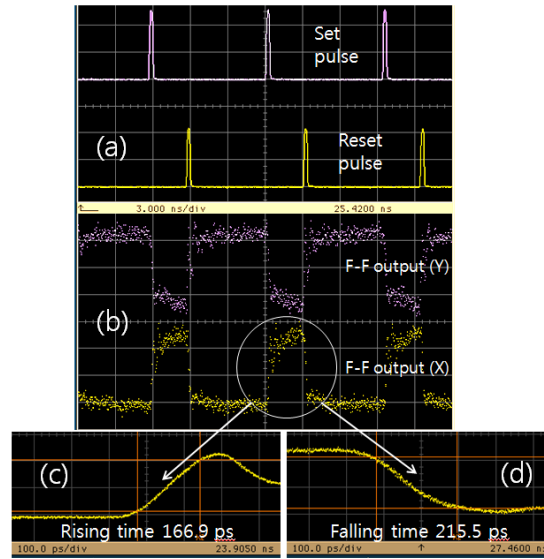 Set
pulse
(a)
Reset
pulse
3.000 ns/div
25.4200 ns
F-F output (Y)
(b)
F-F output (X)
(c)
Rising time 166.9 ps
100.0 ps/div
23.9050 ns
(d)
Falling time 215.5 ps
100.0 ps/div
27.4600 ns